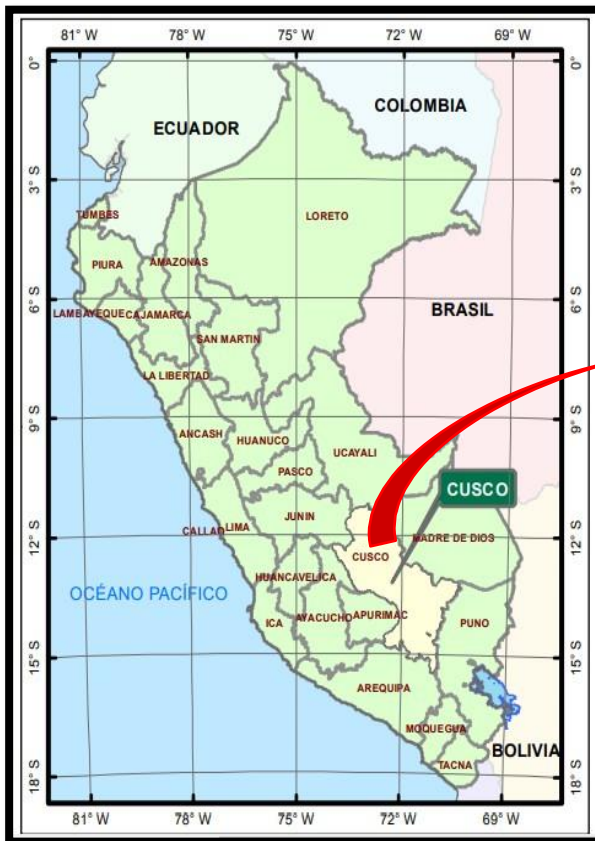 81° W 78° W 75° W 72° W 69° W
0° 0°
COLOMBIA
ECUADOR
3° S 3° S
TUMBES
LORETO
PIURA
AMAZONAS
6° S 6° S
LAMBAYEQUE
CAJAMARCA
BRASIL
SAN MARTIN
LA LIBERTAD
9° S 9° S
ANCASH
HUANUCO
UCAYALI
PASCO
CUSCO
JUNIN
CALLAO
LIMA
12° S 12° S
MADRE DE DIOS
CUSCO
HUANCAVELICA
OCÉANO PACÍFICO
ICA
AYACUCHO
APURIMAC
PUNO
15° S 15° S
AREQUIPA
MOQUEGUA
BOLIVIA
TACNA
18° S 18° S
81° W 78° W 75° W 72° W 69° W